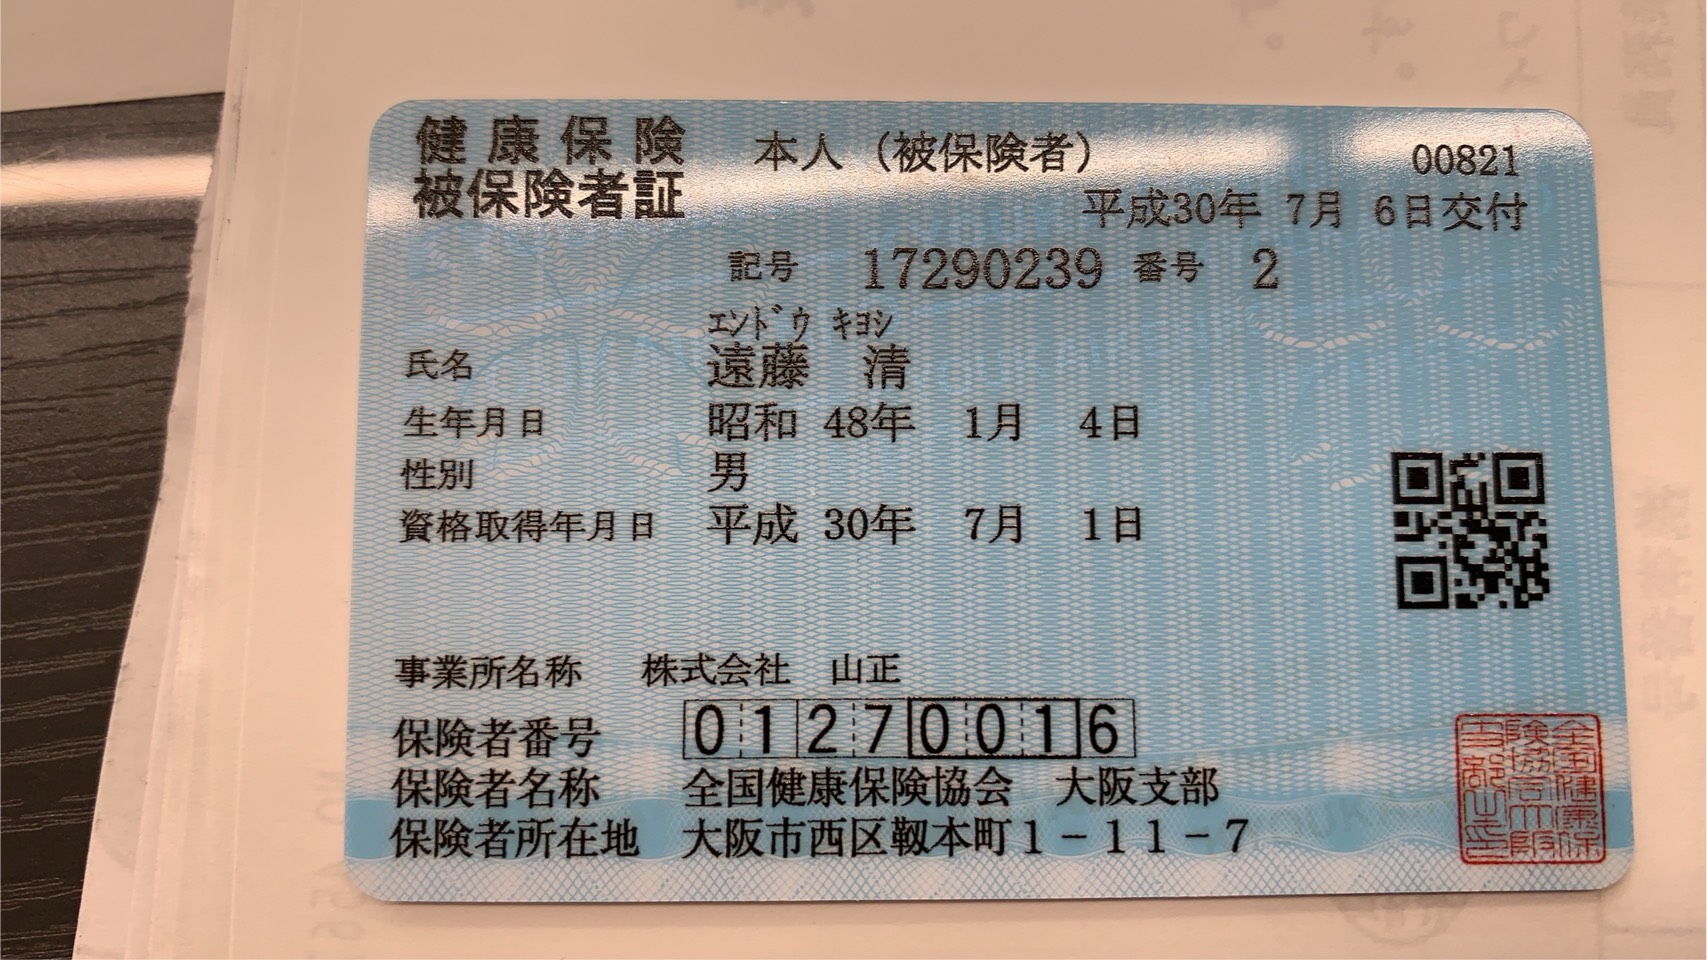 健康保険 本人（被保険者） 00821
被保険者証 平成30年 7月 6日交付
記号 17290239 番号 2
ｴﾝﾄﾞｳ ｷﾖｼ
氏名 遠藤 清
生年月日 昭和 48年 1月 4日
性別 男
資格取得年月日 平成 30年 7月 1日
事業所名称 株式会社 山正
保険者番号 01270016
保険者名称 全国健康保険協会 大阪支部
保険者所在地 大阪市西区靱本町1－11－7